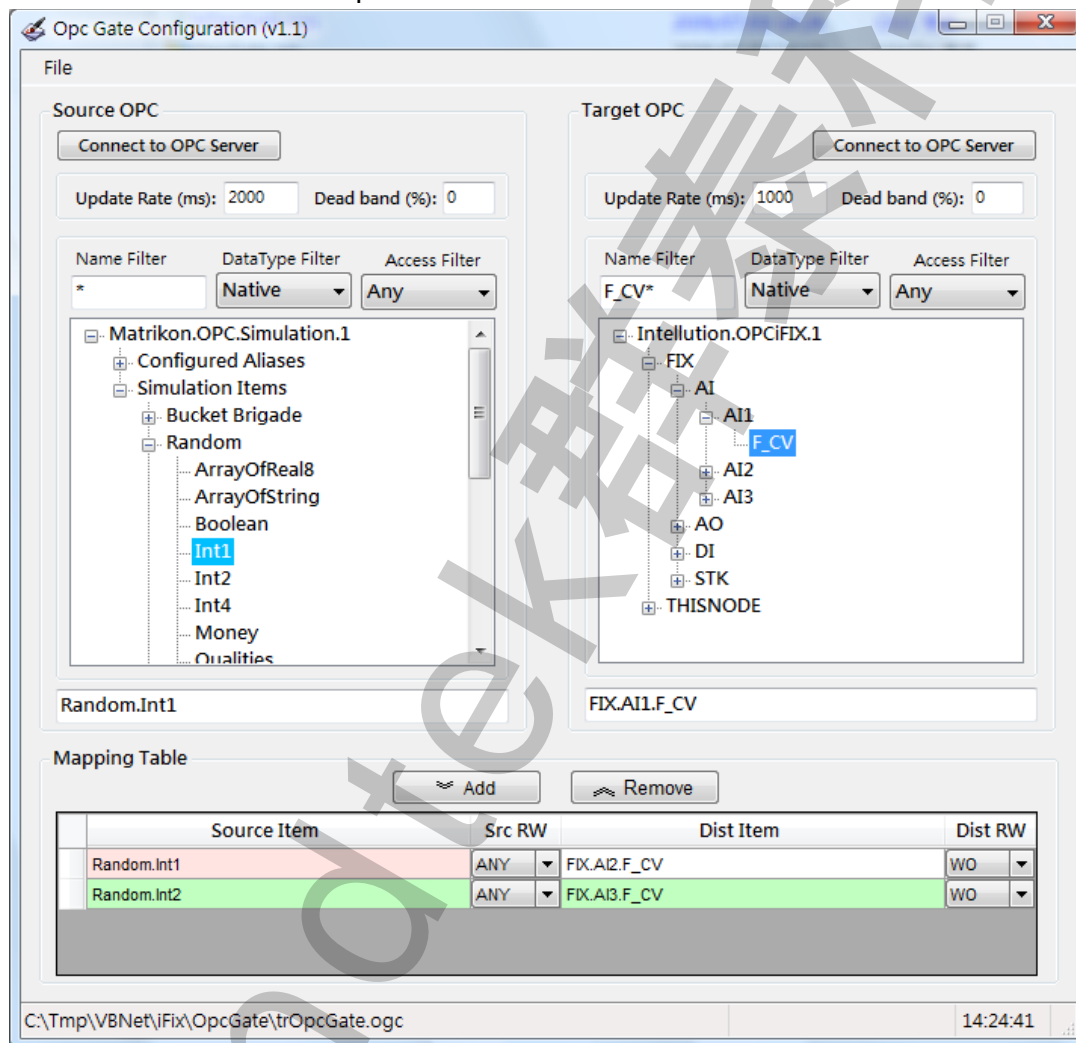 Opc Gate Configuration (v1.1)
File
Source OPC
Connect to OPC Server
Update Rate (ms): 2000 Dead band (%): 0
Name Filter DataType Filter Access Filter
* Native Any
Matrikon.OPC.Simulation.1
Configured Aliases
Simulation Items
Bucket Brigade
Random
ArrayOfReal8
ArrayOfString
Boolean
Int1
Int2
Int4
Money
Qualities
Random.Int1
Target OPC
Connect to OPC Server
Update Rate (ms): 1000 Dead band (%): 0
Name Filter DataType Filter Access Filter
F_CV* Native Any
Intellution.OPCiFIX.1
FIX
AI
AI1
F_CV
AI2
AI3
AO
DI
STK
THISNODE
FIX.AI1.F_CV
Mapping Table
Add Remove
Source Item Src RW Dist Item Dist RW
Random.Int1 ANY FIX.AI2.F_CV WO
Random.Int2 ANY FIX.AI3.F_CV WO
C:\Tmp\VBNet\iFix\OpcGate\trOpcGate.ogc 14:24:41